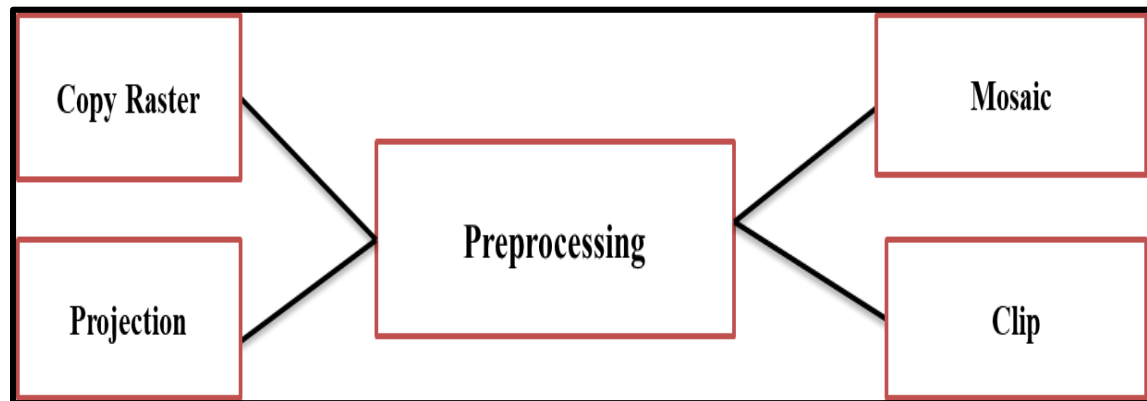 Copy Raster
Mosaic
Preprocessing
Projection
Clip